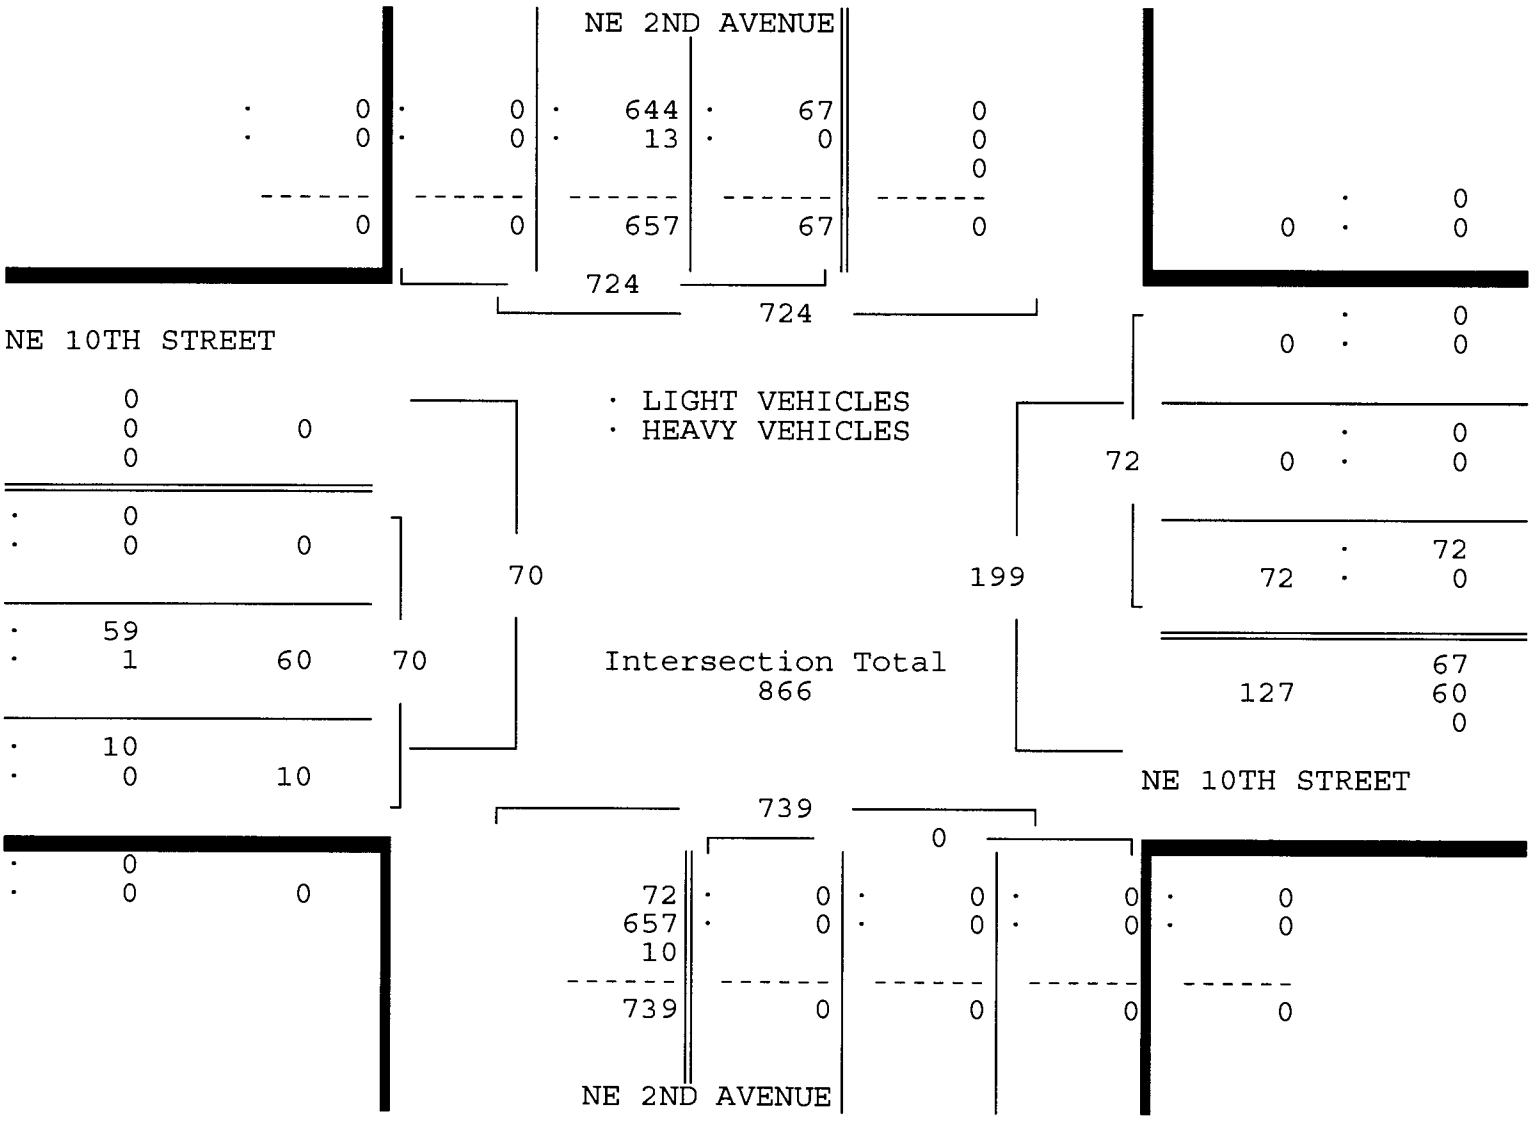 NE 2ND AVENUE
· 0 · 0 · 644 · 67 0
· 0 · 0 · 13 · 0 0
0
------ ------ ------ ------ ------
· 0
0 0 657 67 0
0 · 0
724
724
· 0
NE 10TH STREET
0 · 0
0
· LIGHT VEHICLES
0 0
· HEAVY VEHICLES
· 0
0
72 0 · 0
· 0
· 0 0
· 72
70
199
72 · 0
· 59
· 1 60 70
Intersection Total
67
866
127 60
0
· 10
· 0 10
NE 10TH STREET
739
0
· 0
· 0 0
72 · 0 · 0 · 0 · 0
657 · 0 · 0 · 0 · 0
10
------ ------ ------ ------ ------
739 0 0 0 0
NE 2ND AVENUE